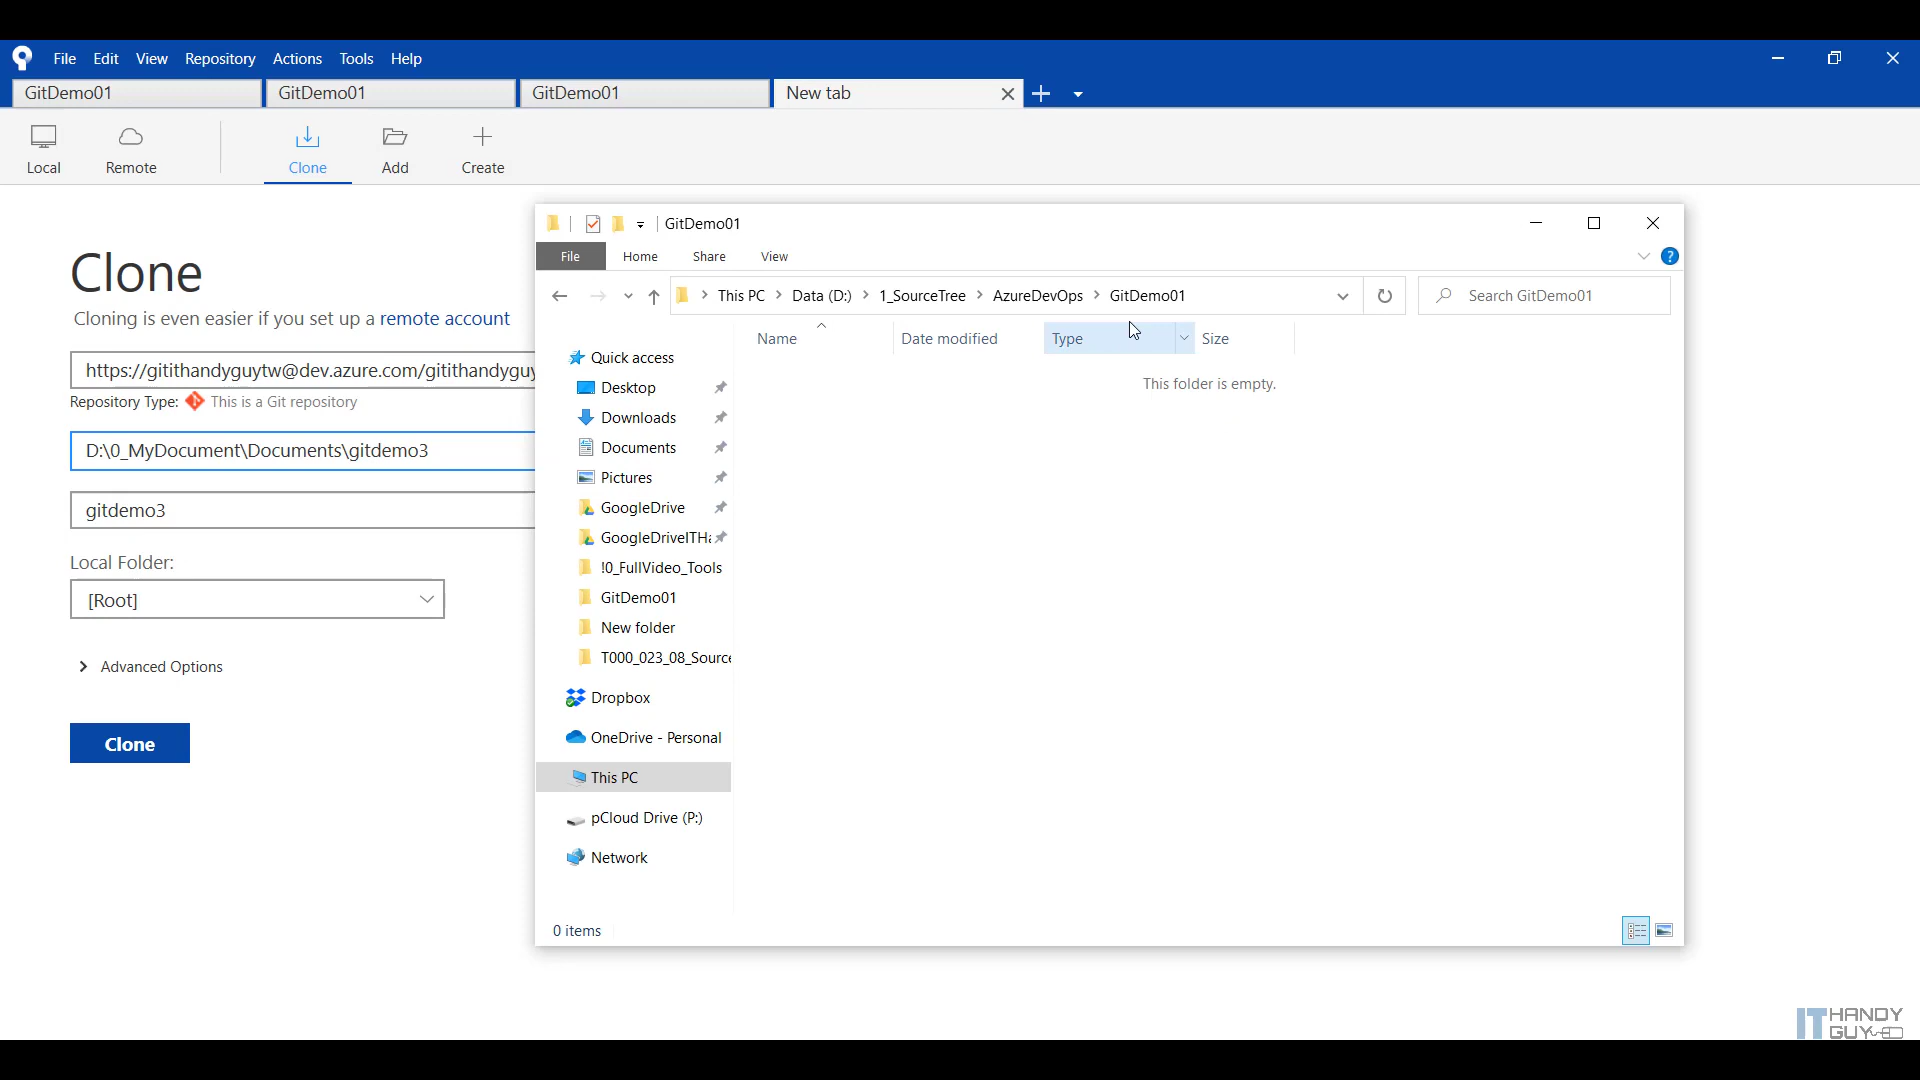 File Edit View Repository Actions Tools Help
GitDemo01 GitDemo01 GitDemo01 New tab
Local Remote Clone Add Create
Clone
Cloning is even easier if you set up a remote account
https://gitithandyguytw@dev.azure.com/gitithandyguy
Repository Type: This is a Git repository
D:\0_MyDocument\Documents\gitdemo3
gitdemo3
Local Folder:
[Root]
Advanced Options
Clone
GitDemo01
File Home Share View
This PC Data (D:) 1_SourceTree AzureDevOps GitDemo01 Search GitDemo01
Name Date modified Type Size
This folder is empty.
Quick access
Desktop
Downloads
Documents
Pictures
GoogleDrive
GoogleDriveITHa
!0_FullVideo_Tools
GitDemo01
New folder
T000_023_08_Source
Dropbox
OneDrive - Personal
This PC
pCloud Drive (P:)
Network
0 items
IT HANDY GUY